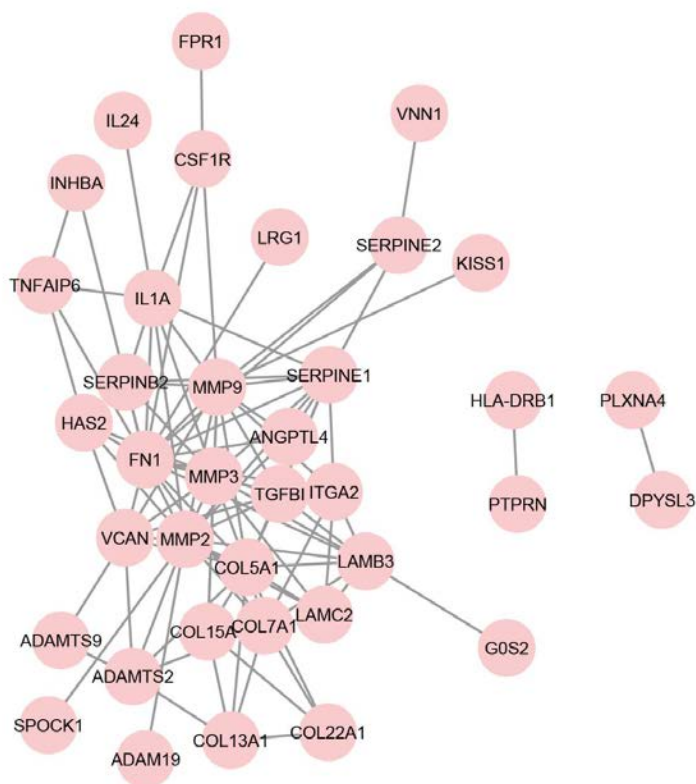 FPR1
IL24
VNN1
CSF1R
INHBA
LRG1
SERPINE2
KISS1
TNFAIP6
IL1A
SERPINB2
MMP9
SERPINE1
HLA-DRB1
PLXNA4
HAS2
ANGPTL4
FN1
MMP3
TGFBI
ITGA2
PTPRN
DPYSL3
VCAN
MMP2
COL5A1
LAMB3
LAMC2
COL15A
COL7A1
ADAMTS9
G0S2
ADAMTS2
SPOCK1
ADAM19
COL13A1
COL22A1